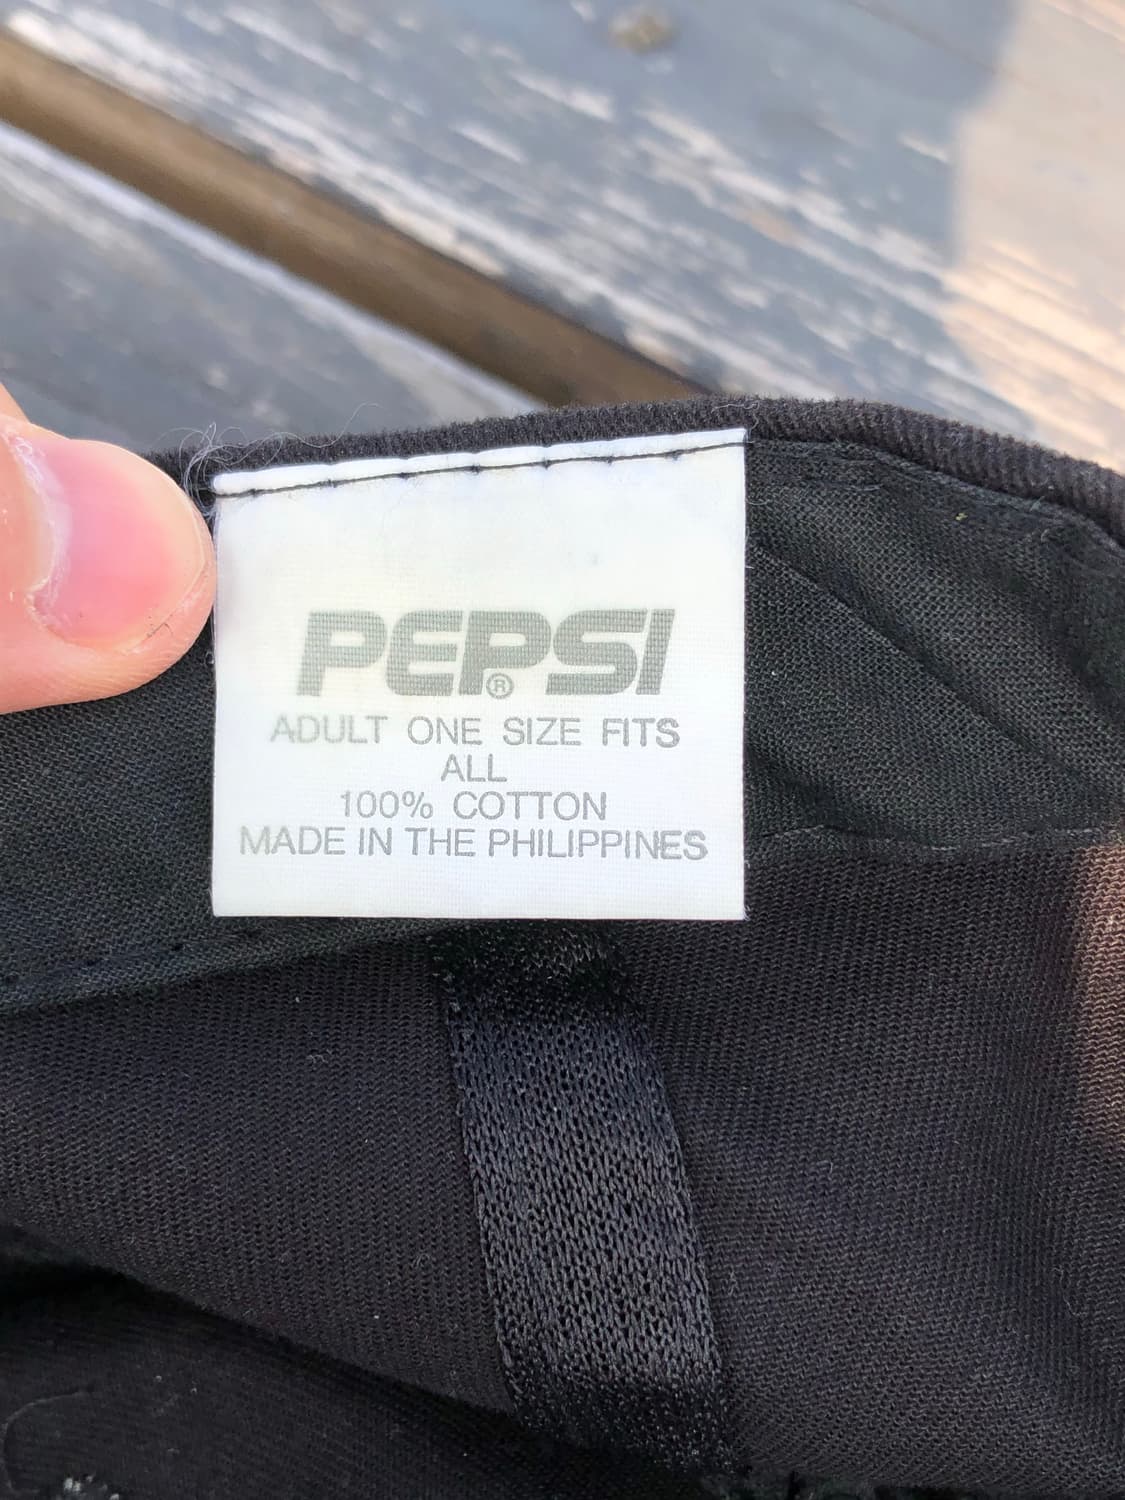 PEPSI®
ADULT ONE SIZE FITS
ALL
100% COTTON
MADE IN THE PHILIPPINES